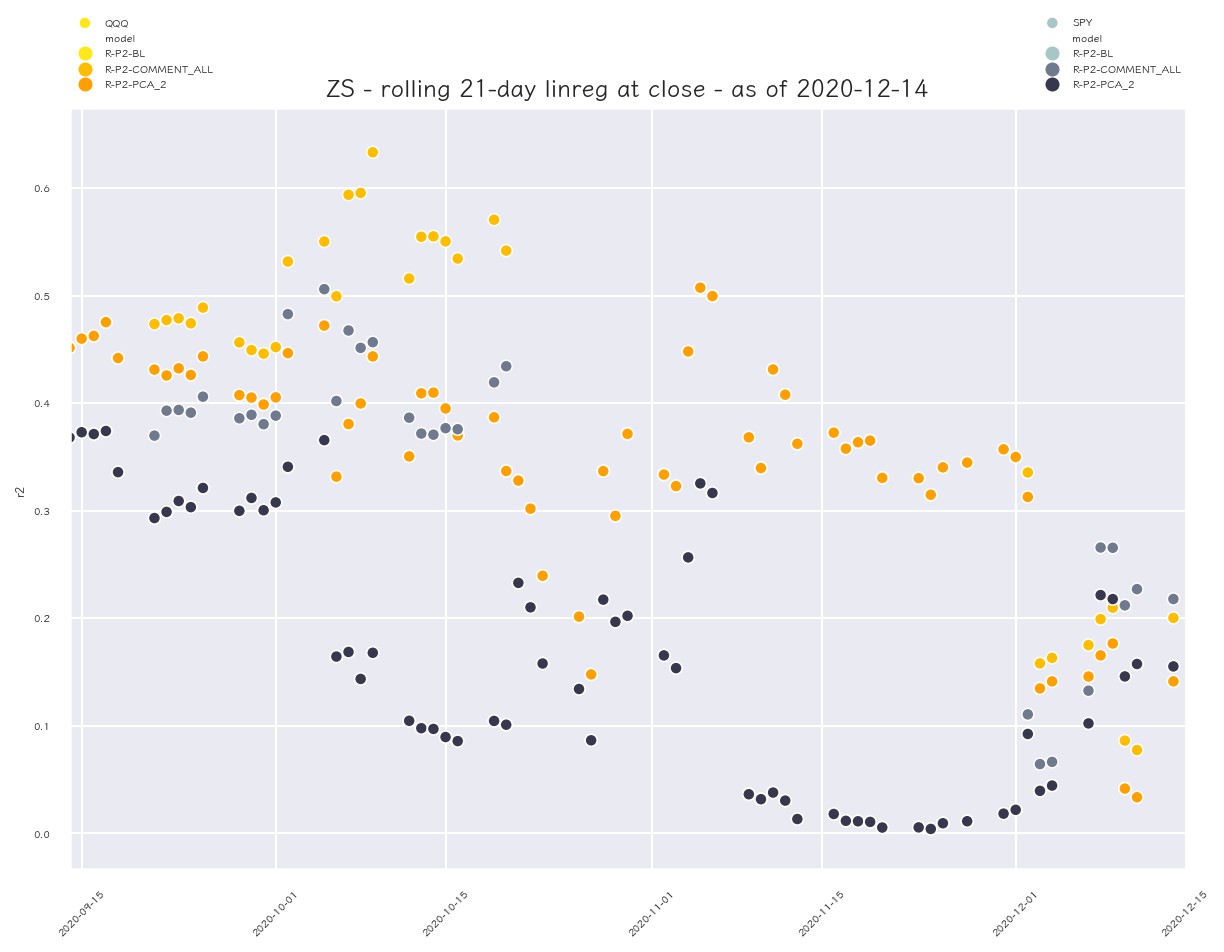 QQQ
model
R-P2-BL
R-P2-COMMENT_ALL
R-P2-PCA_2
SPY
model
R-P2-BL
R-P2-COMMENT_ALL
R-P2-PCA_2
ZS - rolling 21-day linreg at close - as of 2020-12-14
r2
0.6
0.5
0.4
0.3
0.2
0.1
0.0
2020-09-15
2020-10-01
2020-10-15
2020-11-01
2020-11-15
2020-12-01
2020-12-15